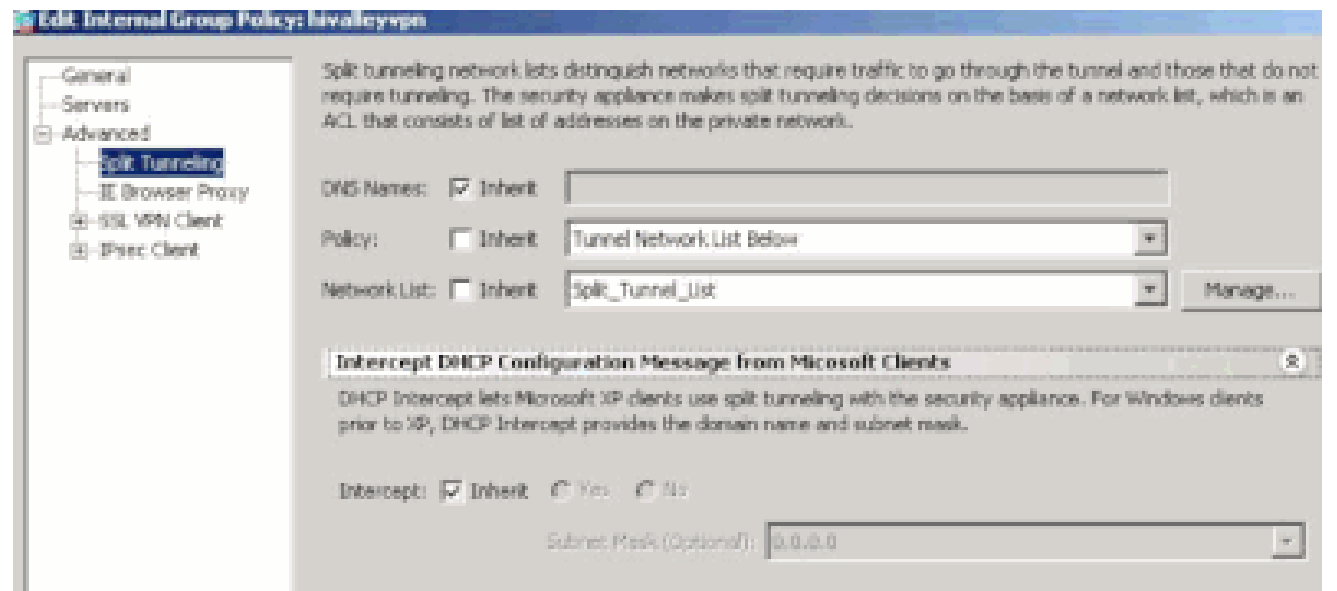 Edit Internal Group Policy: hivalleyvpn
General
Servers
Advanced
Split Tunneling
IE Browser Proxy
SSL VPN Client
IPsec Client
Split tunneling network lists distinguish networks that require traffic to go through the tunnel and those that do not
require tunneling. The security appliance makes split tunneling decisions on the basis of a network list, which is an
ACL that consists of list of addresses on the private network.
DNS Names: Inherit
Policy: Inherit Tunnel Network List Below
Network List: Inherit Split_Tunnel_List Manage...
Intercept DHCP Configuration Message from Micosoft Clients
DHCP Intercept lets Microsoft XP clients use split tunneling with the security appliance. For Windows clients
prior to XP, DHCP Intercept provides the domain name and subnet mask.
Intercept: Inherit Yes No
Subnet Mask (Optional): 0.0.0.0